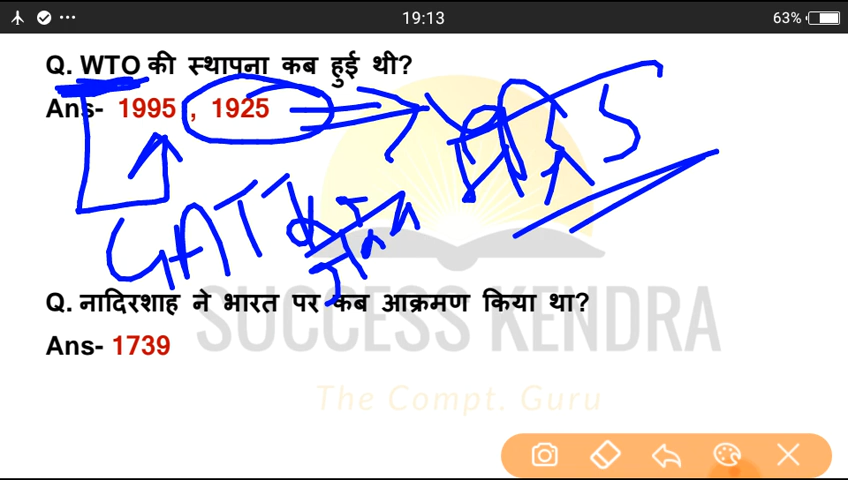 19:13
63%
Q. WTO की स्थापना कब हुई थी?
Ans- 1995 , 1925
GATT
Q. नादिरशाह ने भारत पर कब आक्रमण किया था?
SUCCESS KENDRA
Ans- 1739
The Compt. Guru